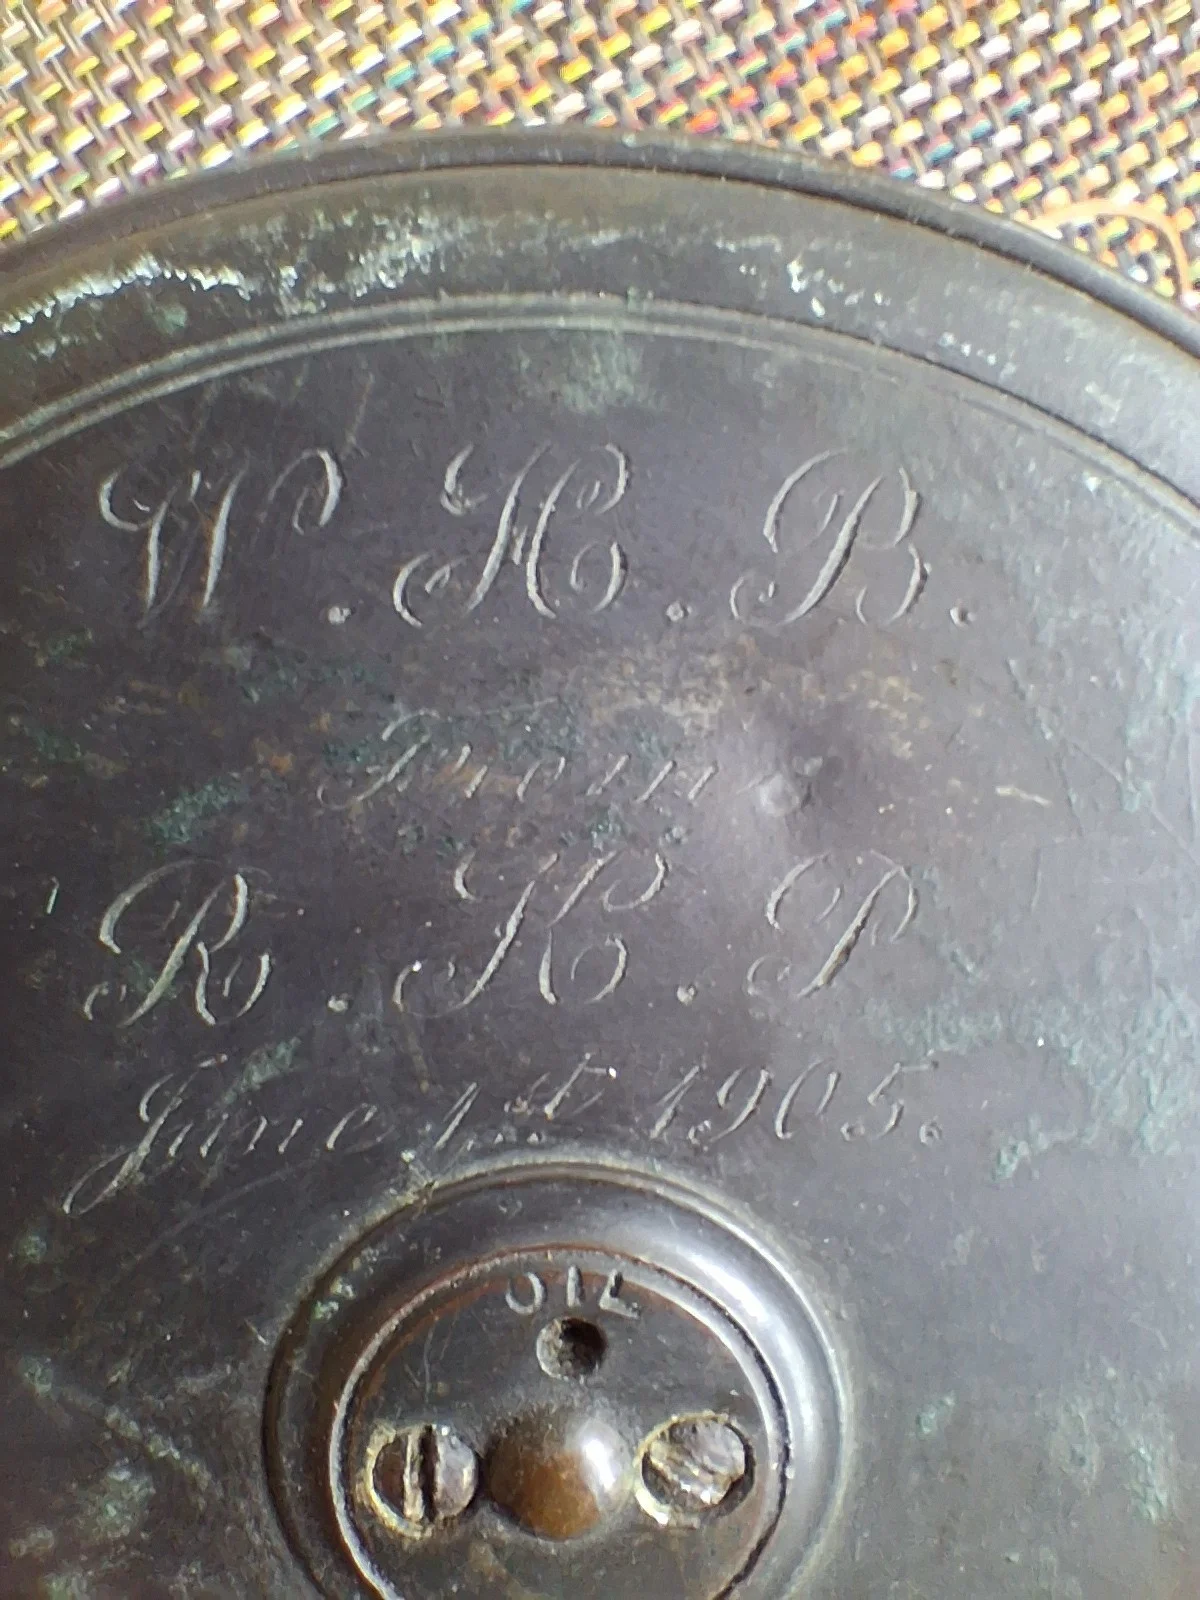 W. H. B.
From
R. H. P
June 1st 1905.
OIL